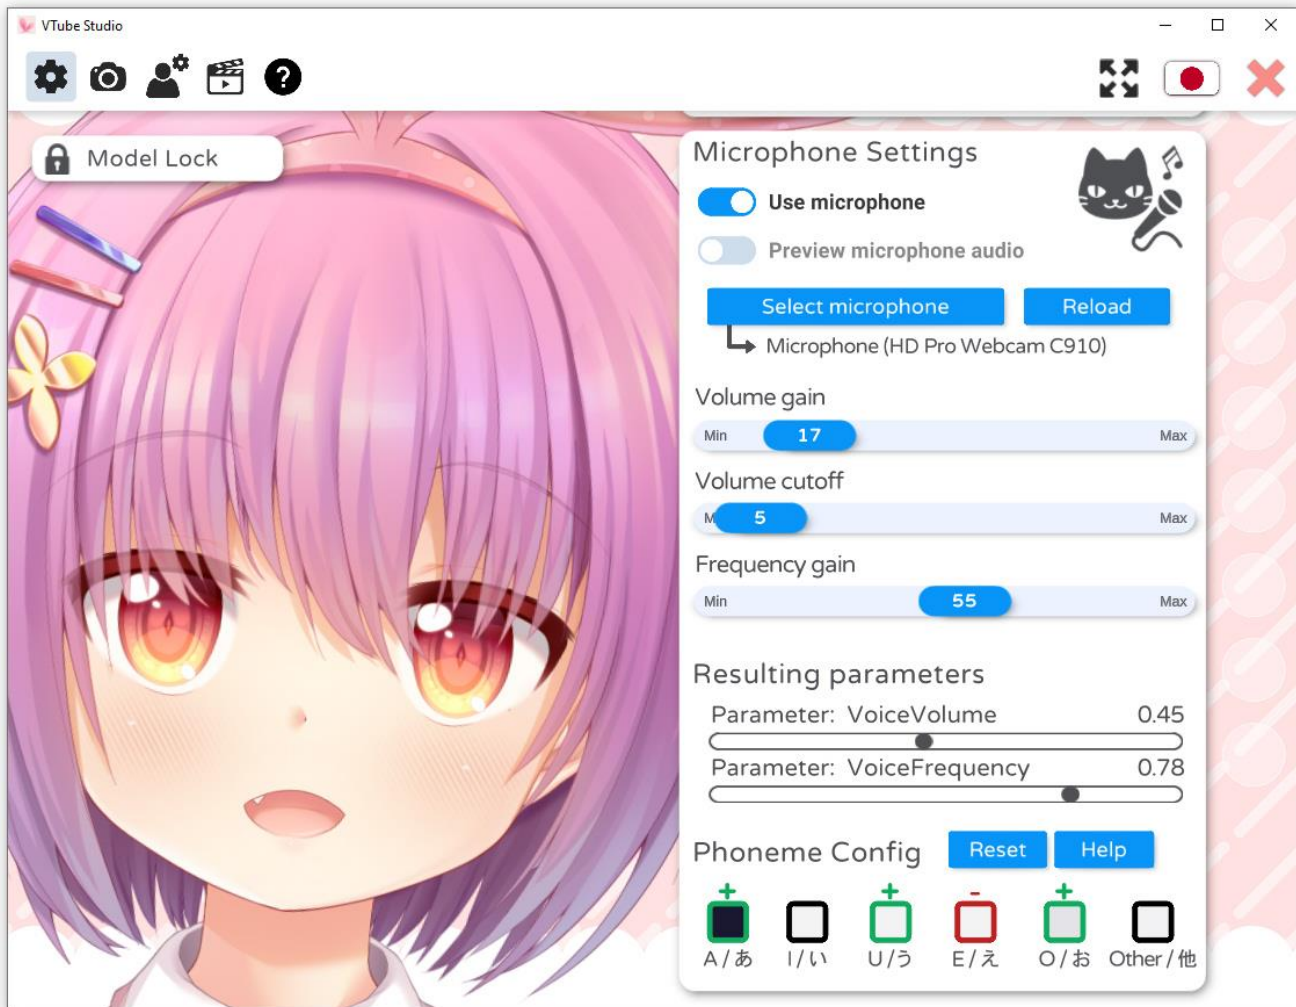 VTube Studio
?
Model Lock
Microphone Settings
Use microphone
Preview microphone audio
Select microphone
Reload
Microphone (HD Pro Webcam C910)
Volume gain
Min 17 Max
Volume cutoff
5 Max
Frequency gain
Min 55 Max
Resulting parameters
Parameter: VoiceVolume 0.45
Parameter: VoiceFrequency 0.78
Phoneme Config Reset Help
+ + - +
A/あ I/い U/う E/え O/お Other/他